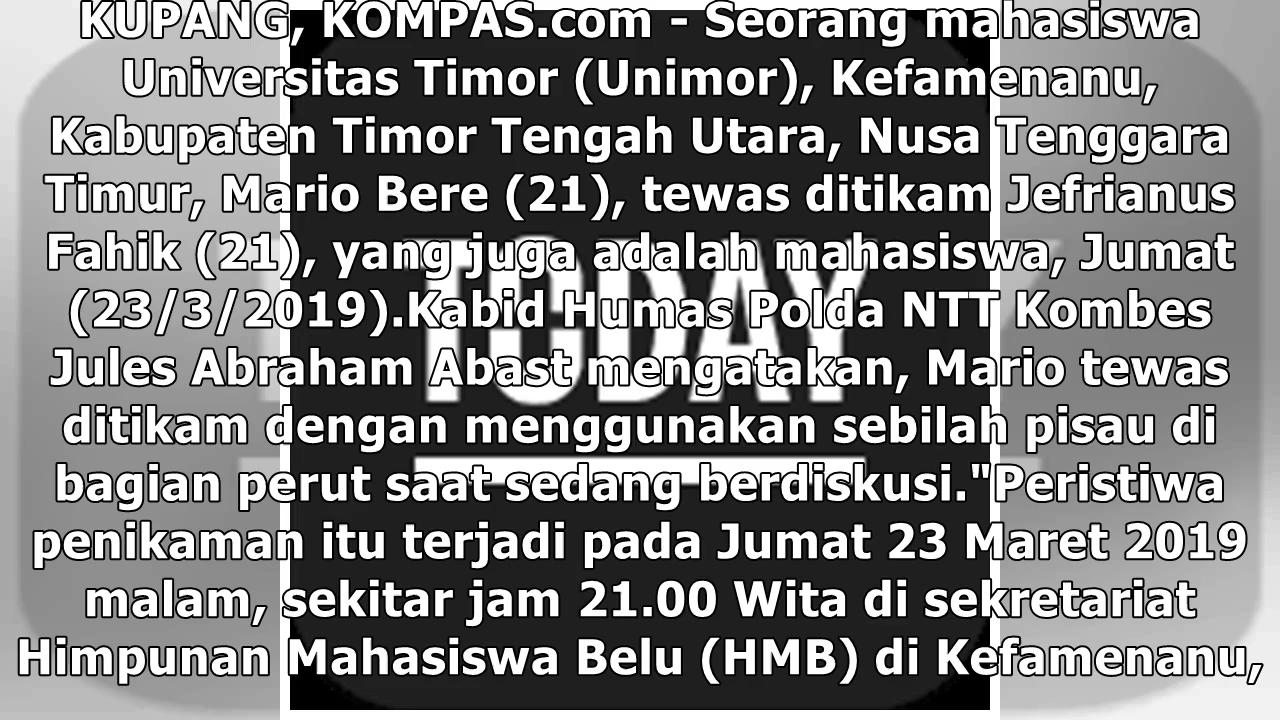 KUPANG, KOMPAS.com - Seorang mahasiswa
Universitas Timor (Unimor), Kefamenanu,
Kabupaten Timor Tengah Utara, Nusa Tenggara
Timur, Mario Bere (21), tewas ditikam Jefrianus
Fahik (21), yang juga adalah mahasiswa, Jumat
(23/3/2019).Kabid Humas Polda NTT Kombes
Jules Abraham Abast mengatakan, Mario tewas
ditikam dengan menggunakan sebilah pisau di
bagian perut saat sedang berdiskusi."Peristiwa
penikaman itu terjadi pada Jumat 23 Maret 2019
malam, sekitar jam 21.00 Wita di sekretariat
Himpunan Mahasiswa Belu (HMB) di Kefamenanu,
TODAY